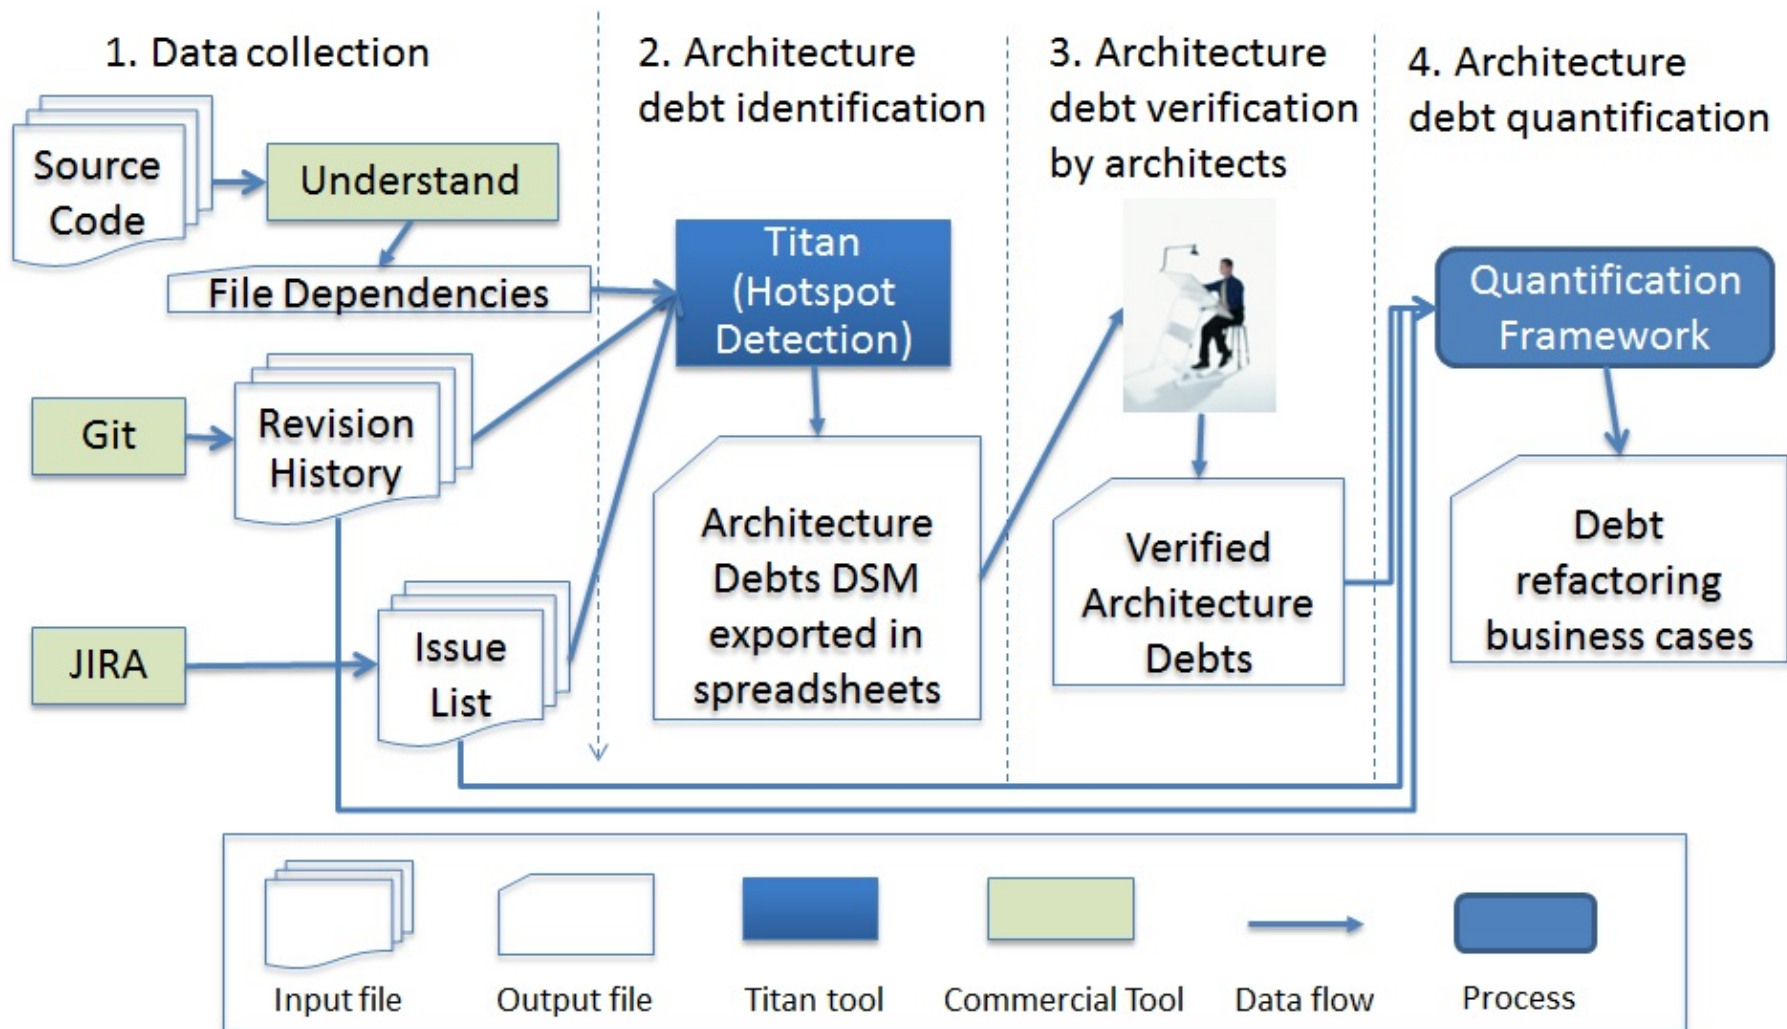 1. Data collection
2. Architecture
debt identification
3. Architecture
debt verification
by architects
4. Architecture
debt quantification
Source
Code
Understand
File Dependencies
Git
Revision
History
JIRA
Issue
List
Titan
(Hotspot
Detection)
Architecture
Debts DSM
exported in
spreadsheets
Verified
Architecture
Debts
Quantification
Framework
Debt
refactoring
business cases
Input file
Output file
Titan tool
Commercial Tool
Data flow
Process